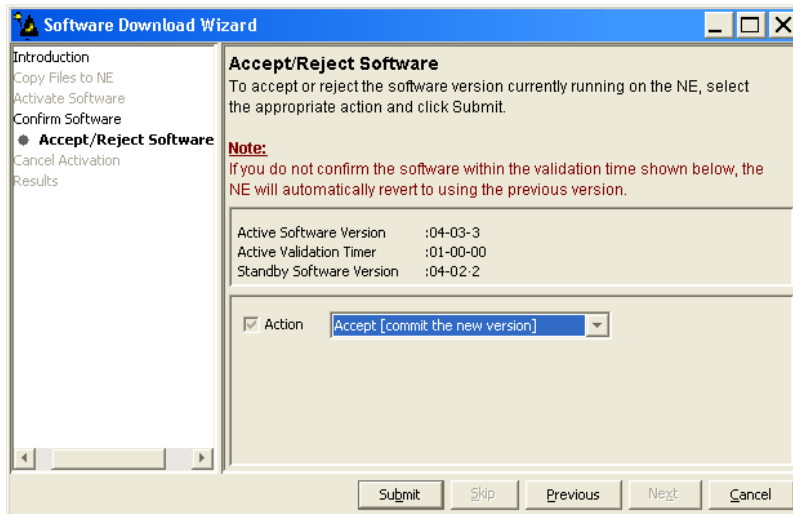 Software Download Wizard
Introduction
Copy Files to NE
Activate Software
Confirm Software
Accept/Reject Software
Cancel Activation
Results
Accept/Reject Software
To accept or reject the software version currently running on the NE, select
the appropriate action and click Submit.
Note:
If you do not confirm the software within the validation time shown below, the
NE will automatically revert to using the previous version.
Active Software Version :04-03-3
Active Validation Timer :01-00-00
Standby Software Version :04-02-2
Action Accept [commit the new version]
Submit Skip Previous Next Cancel